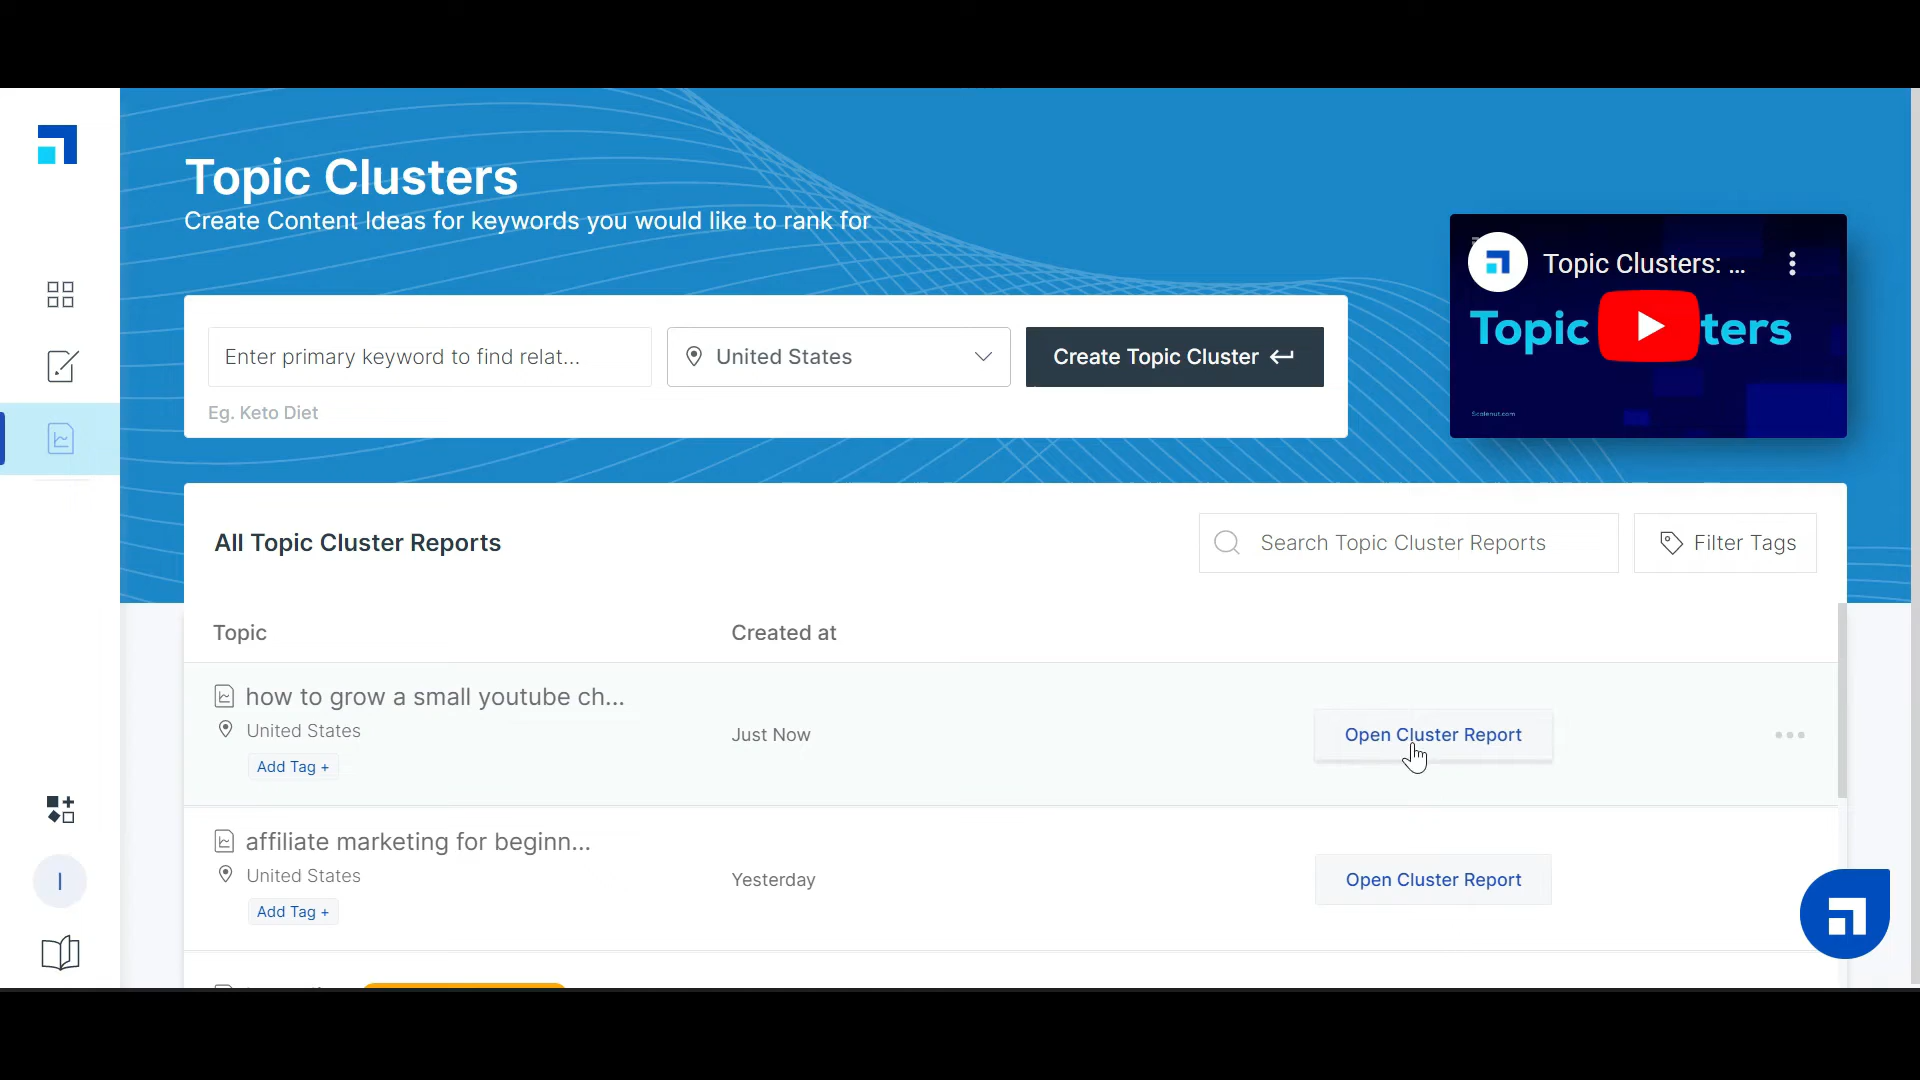 Topic Clusters
Create Content Ideas for keywords you would like to rank for
Topic Clusters: ...
Topic
ters
Scalenut.com
Enter primary keyword to find relat...
United States
Create Topic Cluster
Eg. Keto Diet
All Topic Cluster Reports
Search Topic Cluster Reports
Filter Tags
Topic
Created at
how to grow a small youtube ch...
United States
Add Tag +
Just Now
Open Cluster Report
affiliate marketing for beginn...
United States
Add Tag +
Yesterday
Open Cluster Report
I